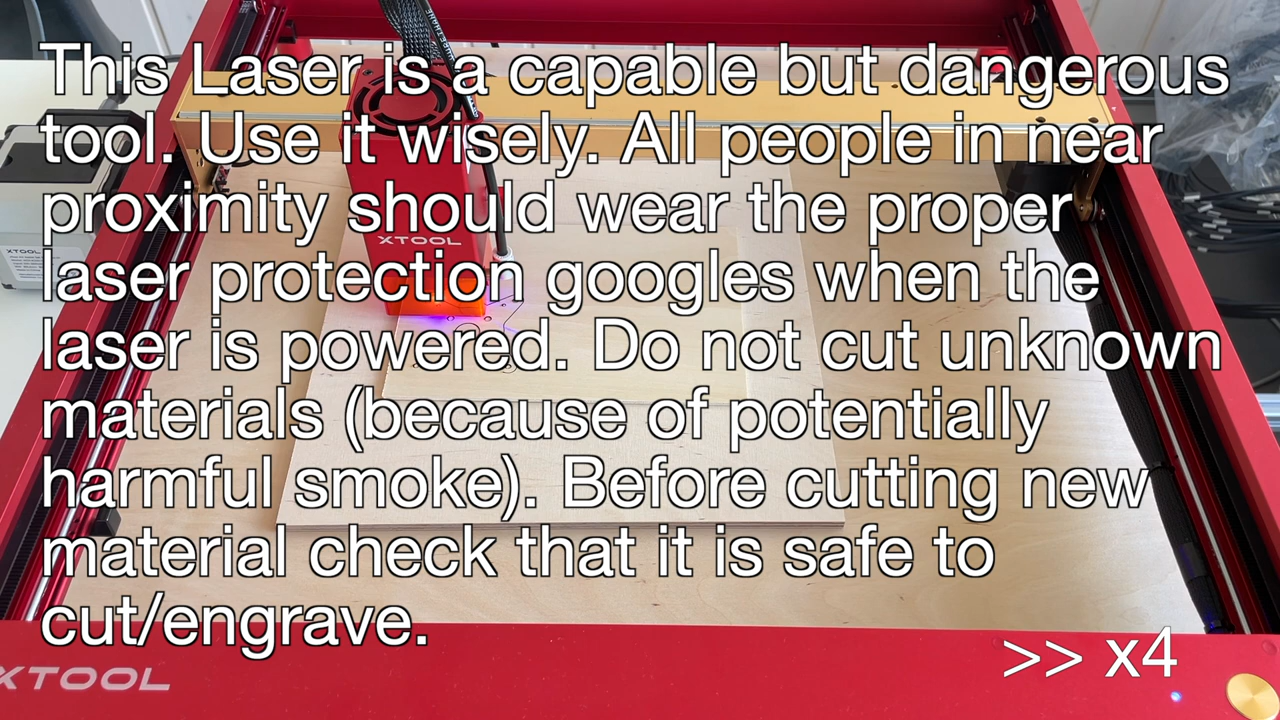 This Laser is a capable but dangerous
tool. Use it wisely. All people in near
proximity should wear the proper
XTOOL
XTOOL
laser protection googles when the
laser is powered. Do not cut unknown
materials (because of potentially
harmful smoke). Before cutting new
material check that it is safe to
cut/engrave.
>> x4
XTOOL